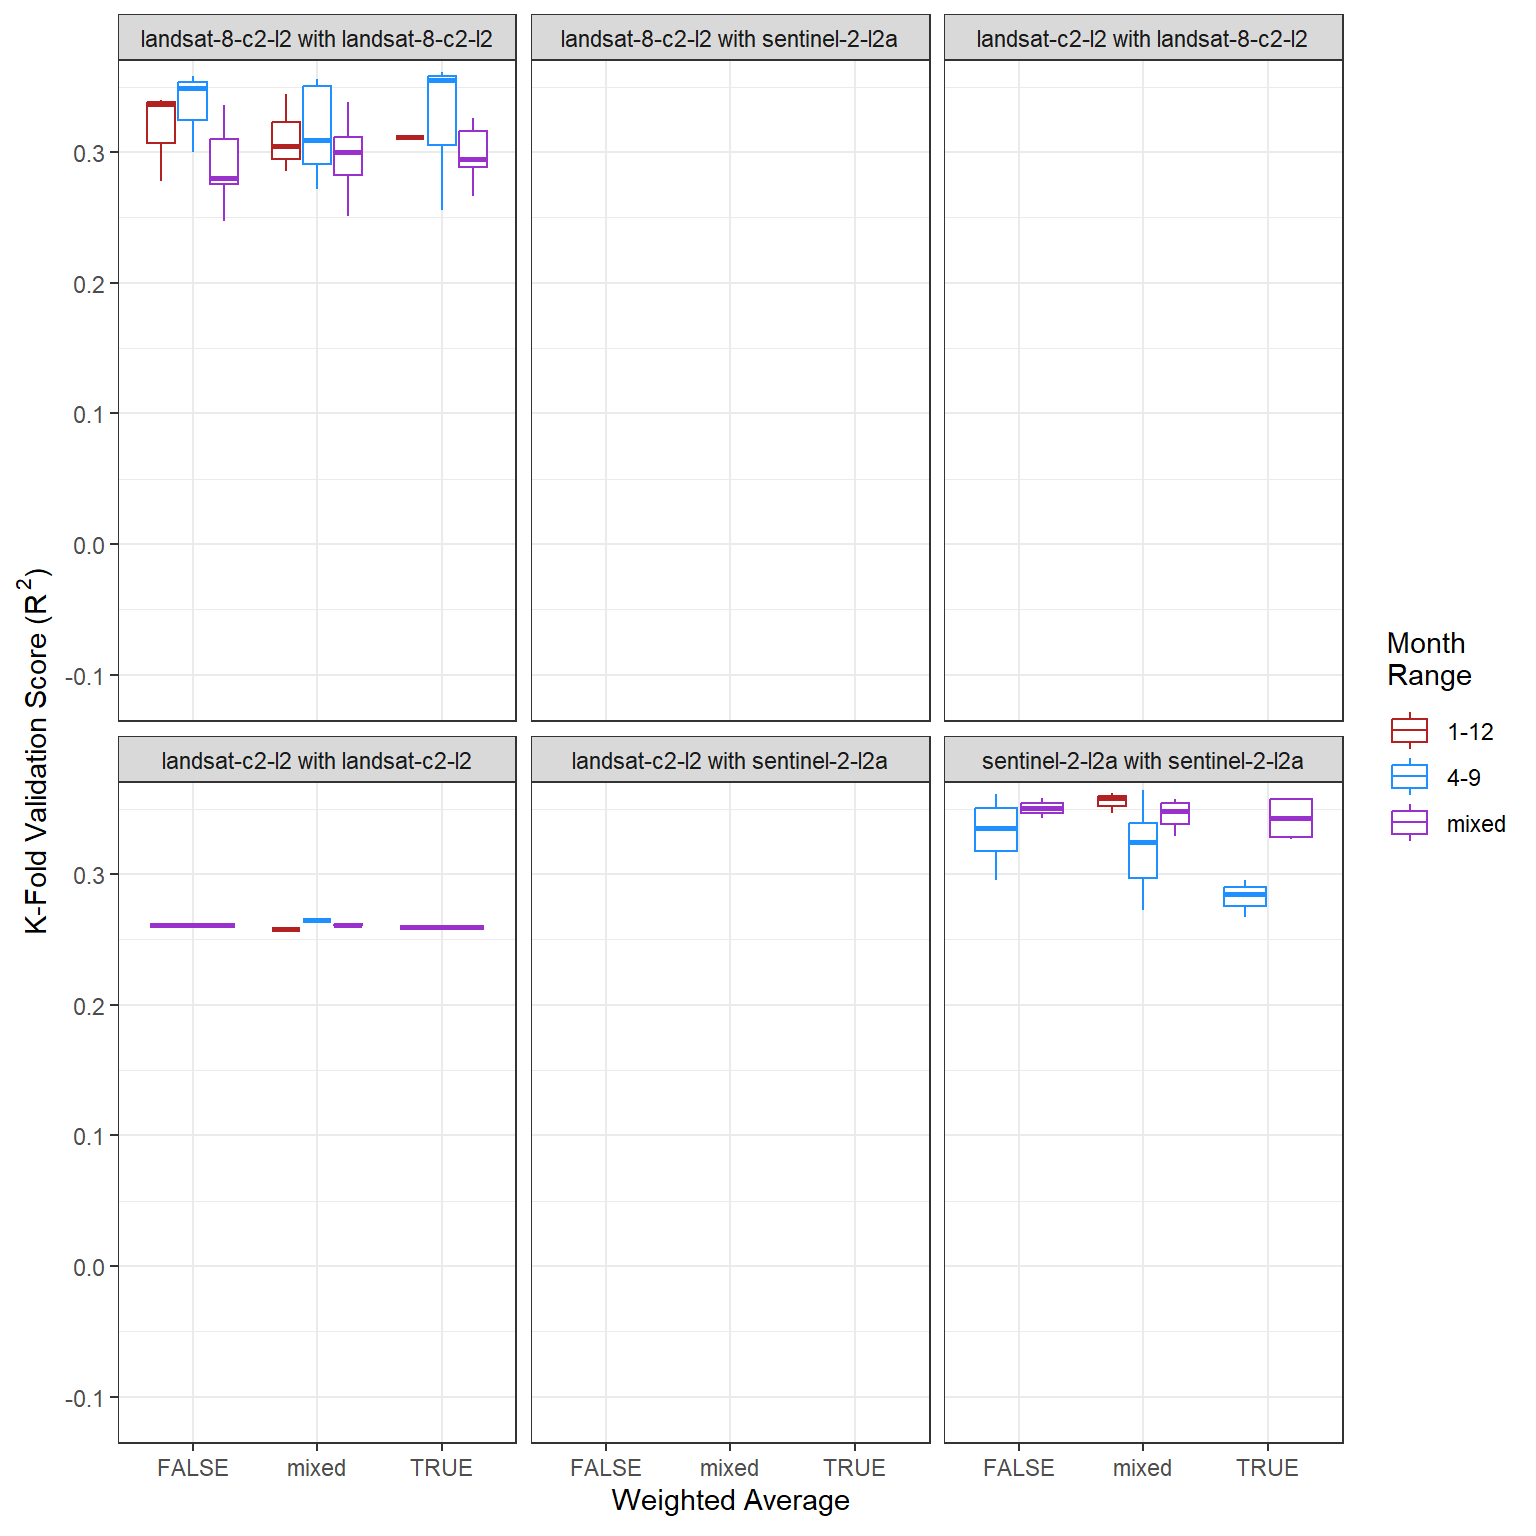 landsat-8-c2-l2 with landsat-8-c2-l2
landsat-8-c2-l2 with sentinel-2-l2a
landsat-c2-l2 with landsat-8-c2-l2
0.3
0.2
0.1
0.0
-0.1
landsat-c2-l2 with landsat-c2-l2
landsat-c2-l2 with sentinel-2-l2a
sentinel-2-l2a with sentinel-2-l2a
0.3
0.2
0.1
0.0
-0.1
FALSE
mixed
TRUE
FALSE
mixed
TRUE
FALSE
mixed
TRUE
Weighted Average
K-Fold Validation Score (R²)
Month
Range
1-12
4-9
mixed